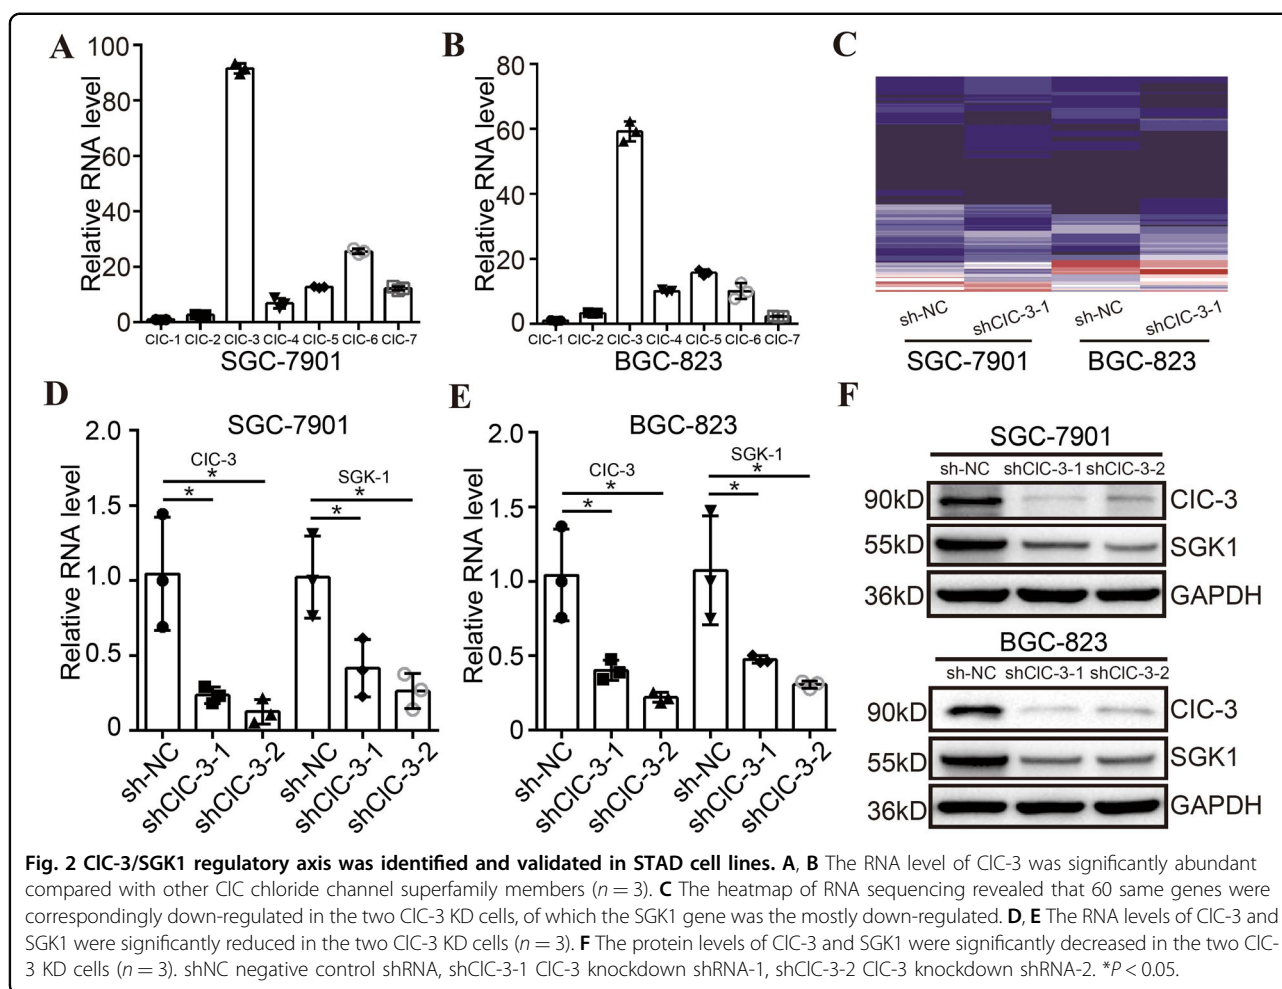 A
Relative RNA level
100
80
60
40
20
0
ClC-1 ClC-2 ClC-3 ClC-4 ClC-5 ClC-6 ClC-7
SGC-7901
B
Relative RNA level
80
60
40
20
0
ClC-1 ClC-2 ClC-3 ClC-4 ClC-5 ClC-6 ClC-7
BGC-823
C
sh-NC shClC-3-1 sh-NC shClC-3-1
SGC-7901 BGC-823
D
SGC-7901
Relative RNA level
2.0
1.5
1.0
0.5
0
ClC-3
*
*
SGK-1
*
*
sh-NC shClC-3-1 shClC-3-2 sh-NC shClC-3-1 shClC-3-2
E
BGC-823
Relative RNA level
2.0
1.5
1.0
0.5
0
ClC-3
*
*
SGK-1
*
*
sh-NC shClC-3-1 shClC-3-2 sh-NC shClC-3-1 shClC-3-2
F
SGC-7901
sh-NC shClC-3-1 shClC-3-2
90kD ClC-3
55kD SGK1
36kD GAPDH
BGC-823
sh-NC shClC-3-1 shClC-3-2
90kD ClC-3
55kD SGK1
36kD GAPDH
Fig. 2 ClC-3/SGK1 regulatory axis was identified and validated in STAD cell lines. A, B The RNA level of ClC-3 was significantly abundant
compared with other ClC chloride channel superfamily members (n = 3). C The heatmap of RNA sequencing revealed that 60 same genes were
correspondingly down-regulated in the two ClC-3 KD cells, of which the SGK1 gene was the mostly down-regulated. D, E The RNA levels of ClC-3 and
SGK1 were significantly reduced in the two ClC-3 KD cells (n = 3). F The protein levels of ClC-3 and SGK1 were significantly decreased in the two ClC-
3 KD cells (n = 3). shNC negative control shRNA, shClC-3-1 ClC-3 knockdown shRNA-1, shClC-3-2 ClC-3 knockdown shRNA-2. *P < 0.05.